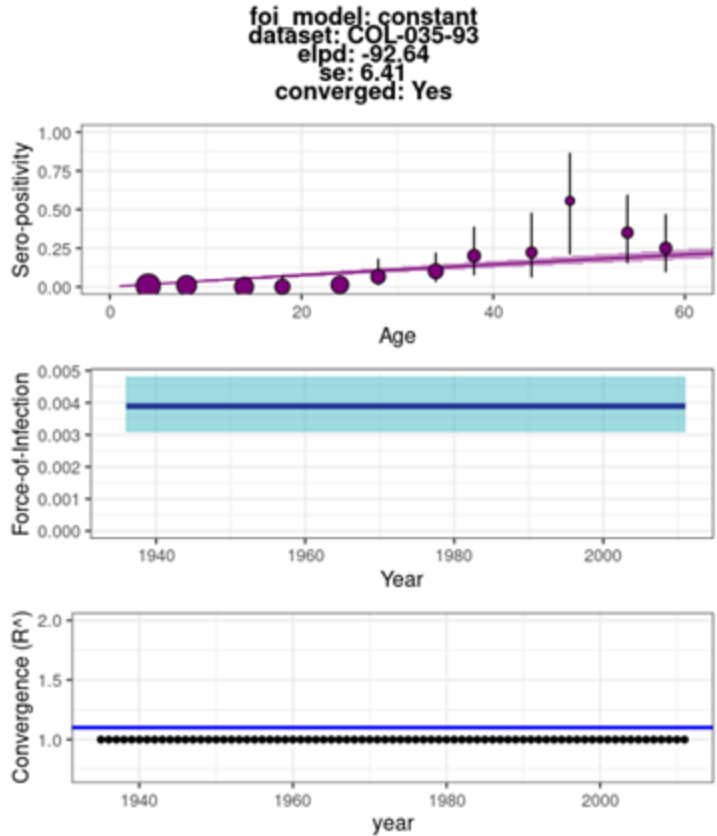 foi_model: constant
dataset: COL-035-93
elpd: -92.64
se: 6.41
converged: Yes
Sero-positivity
1.00
0.75
0.50
0.25
0.00
0 20 40 60
Age
Force-of-Infection
0.005
0.004
0.003
0.002
0.001
0.000
1940 1960 1980 2000
Year
Convergence (R^)
2.0
1.5
1.0
1940 1960 1980 2000
year